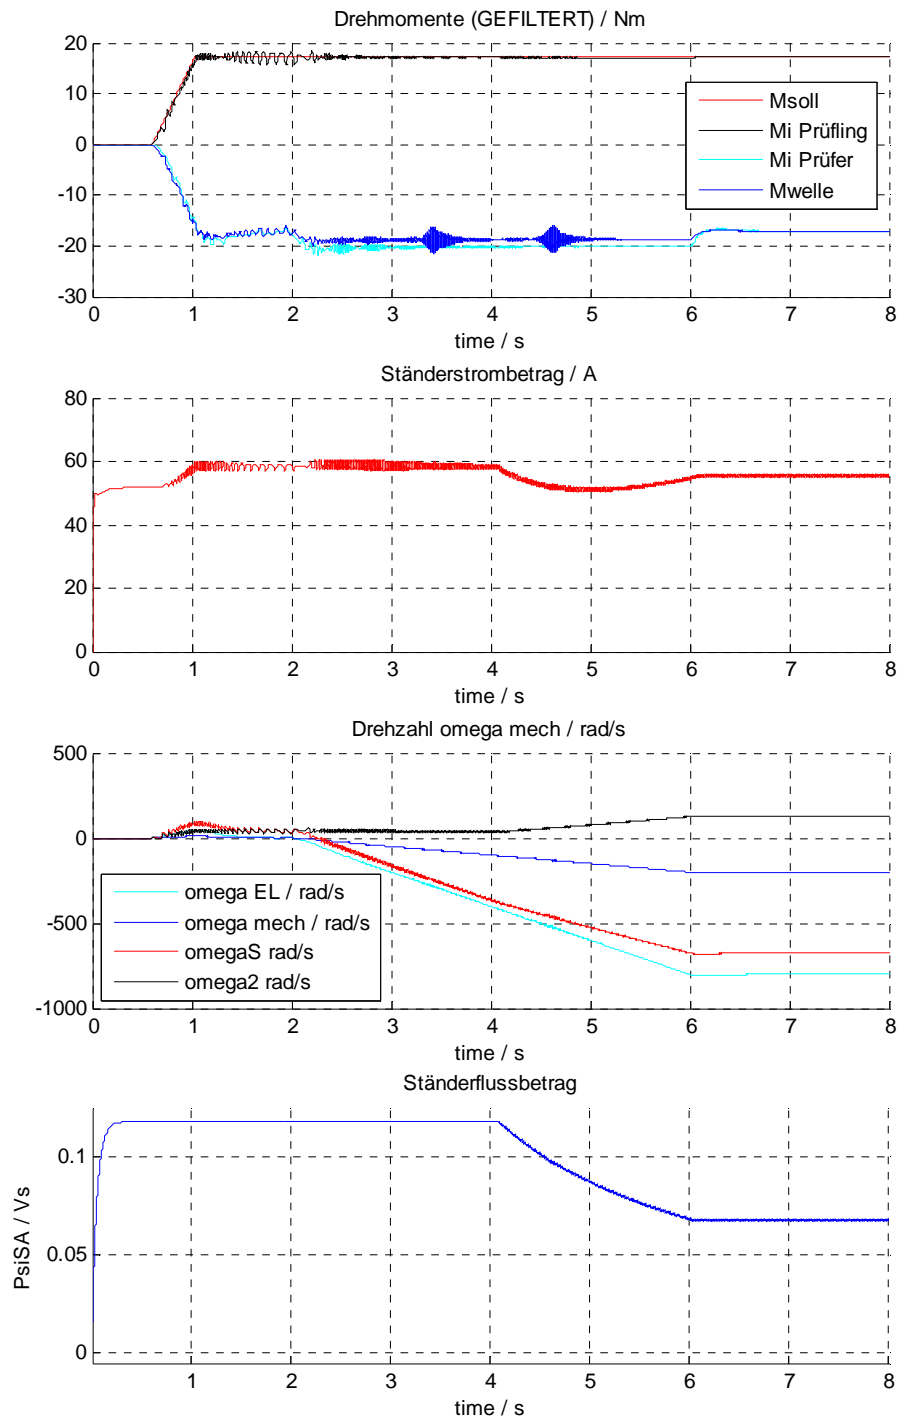 Drehmomente (GEFILTERT) / Nm
20
10
0
-10
-20
-30
Msoll
Mi Prüfling
Mi Prüfer
Mwelle
0 1 2 3 4 5 6 7 8
time / s
Ständerstrombetrag / A
80
60
40
20
0
0 1 2 3 4 5 6 7 8
time / s
Drehzahl omega mech / rad/s
500
0
-500
-1000
omega EL / rad/s
omega mech / rad/s
omegaS rad/s
omega2 rad/s
0 1 2 3 4 5 6 7 8
time / s
Ständerflussbetrag
PsiSA / Vs
0.1
0.05
0
0 1 2 3 4 5 6 7 8
time / s